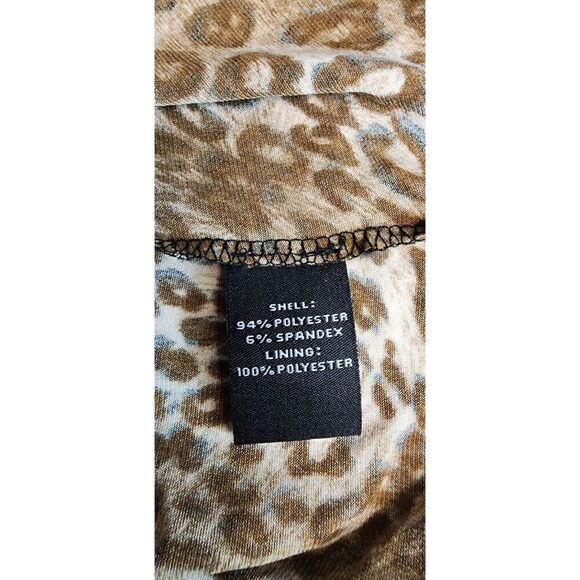 SHELL:
94% POLYESTER
6% SPANDEX
LINING:
100% POLYESTER